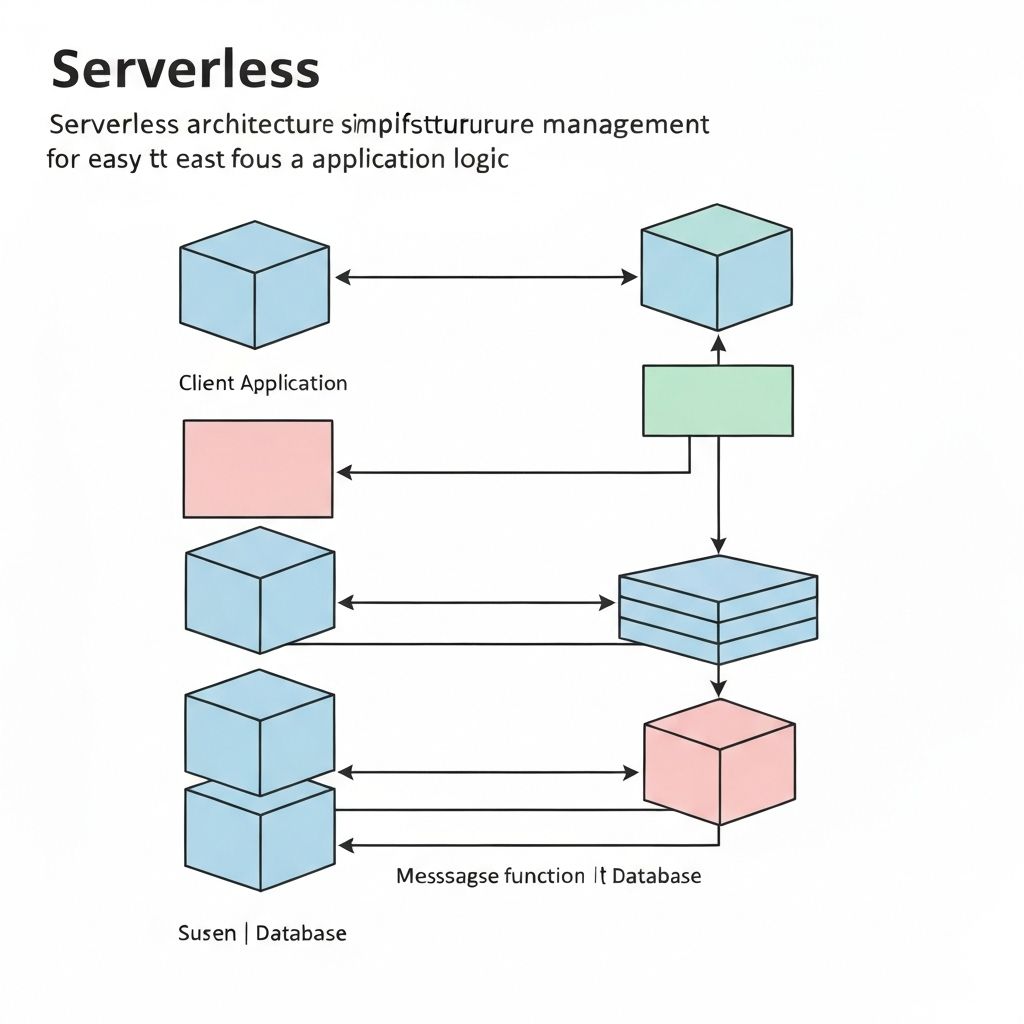 Serverless
Serverless architecture simpifsttururure management
for easy tt east fous a application logic
Client Application
Messsagse function It Database
Susen | Database